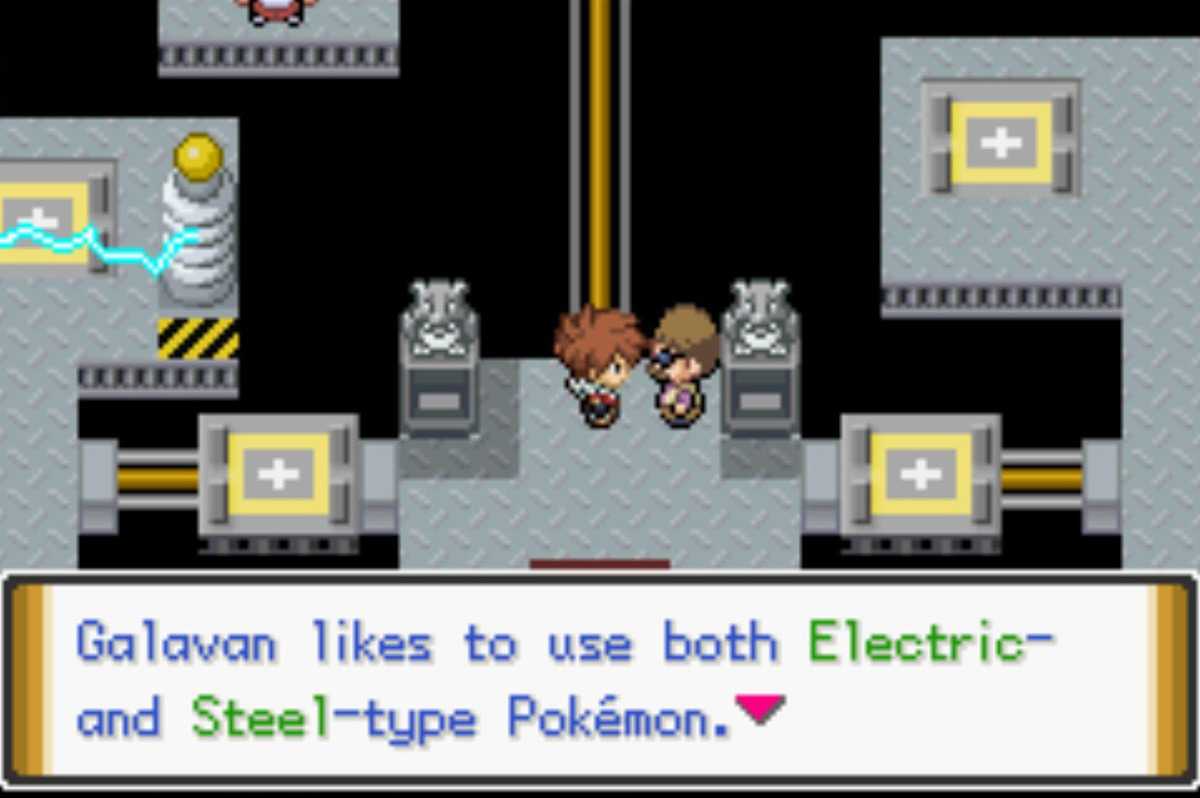 Galavan likes to use both Electric-
and Steel-type Pokémon.